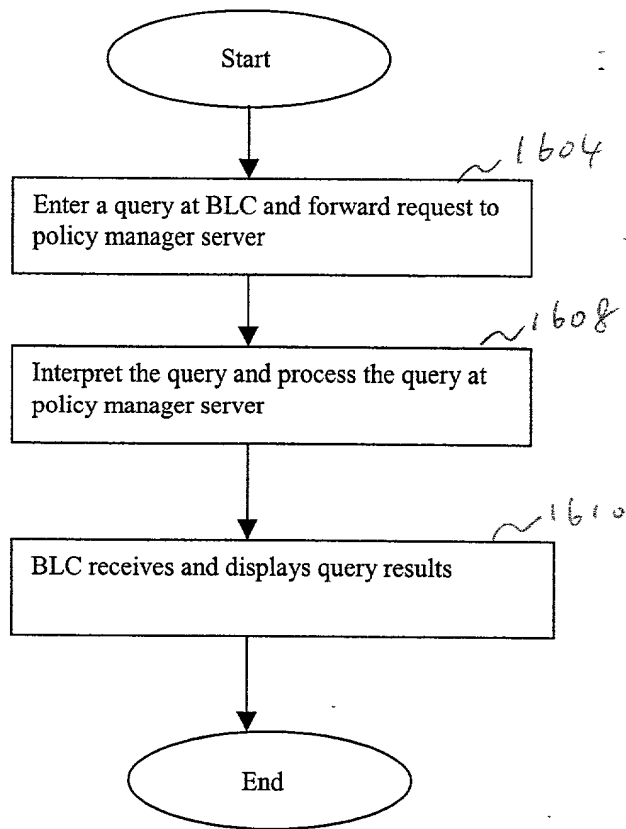 Start
1604
Enter a query at BLC and forward request to
policy manager server
1608
Interpret the query and process the query at
policy manager server
1610
BLC receives and displays query results
End